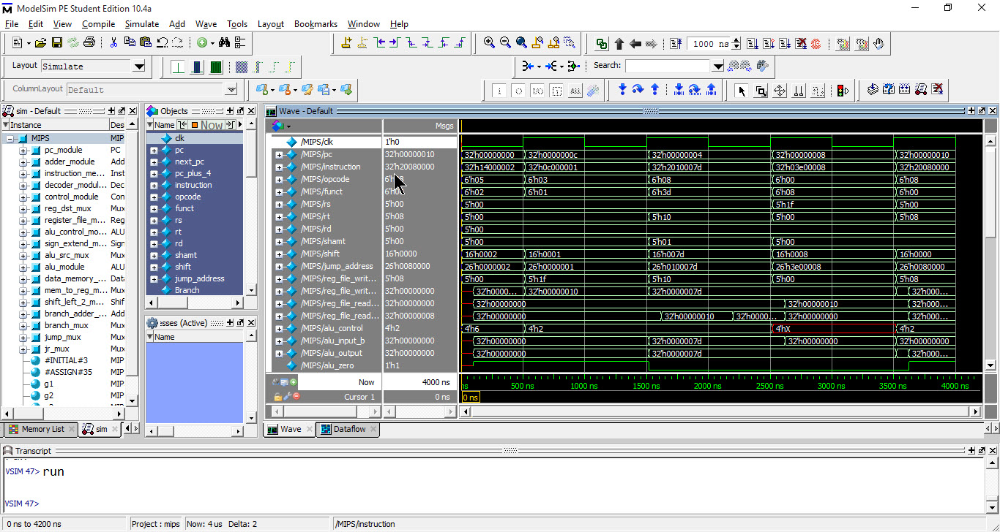 ModelSim PE Student Edition 10.4a
File Edit View Compile Simulate Add Wave Tools Layout Bookmarks Window Help
1000 ns
Layout Simulate
Search:
ColumnLayout Default
sim - Default
Instance Des
MIPS MIP
pc_module PC
adder_module Add
instruction_me... Inst
decoder_modul... Dec
control_module Con
reg_dst_mux Mux
register_file_m... Reg
alu_control_mo... ALU
sign_extend_m... Sign
alu_src_mux Mux
alu_module ALU
data_memory_... Data
mem_to_reg_m... Mux
shift_left_2_m... Shif
branch_adder_... Add
branch_mux Mux
jump_mux Mux
jr_mux Mux
#INITIAL#3 MIP
#ASSIGN#35 MIP
g1 MIP
g2 MIP
Memory List sim
Objects
Name Now
clk
pc
next_pc
pc_plus_4
instruction
opcode
funct
rs
rt
rd
shamt
shift
jump_address
Branch
esses (Active)
Name
Wave - Default
Msgs
/MIPS/clk 1'h0
/MIPS/pc 32'h00000010 32'h00000000 32'h0000000c 32'h00000004 32'h00000008 32'h00000010
/MIPS/instruction 32'h20080000 32'h14000002 32'h0c000001 32'h2010007d 32'h03e00008 32'h20080000
/MIPS/opcode 6'h05 6'h03 6'h08 6'h00 6'h08
/MIPS/funct 6'h02 6'h01 6'h3d 6'h08 6'h00
/MIPS/rs 5'h00 5'h00 5'h1f 5'h00
/MIPS/rt 5'h08 5'h00 5'h10 5'h00 5'h08
/MIPS/rd 5'h00 5'h00
/MIPS/shamt 5'h00 5'h00 5'h01 5'h00
/MIPS/shift 16'h0000 16'h0002 16'h0001 16'h007d 16'h0008 16'h0000
/MIPS/jump_address 26'h0080000 26'h0000002 26'h0000001 26'h010007d 26'h3e00008 26'h0080000
/MIPS/reg_file_writ... 5'h08 5'h00 5'h1f 5'h10 5'h00 5'h08
/MIPS/reg_file_writ... 32'h00000000 32'h0000... 32'h00000010 32'h0000007d 32'h000...
/MIPS/reg_file_read... 32'h00000000 32'h00000000 32'h00000010 32'h000...
/MIPS/reg_file_read... 32'h00000008 32'h00000000 32'h00000010 32'h0000... 32'h00000000 32'h000...
/MIPS/alu_control 4'h2 4'h6 4'h2 4'hX 4'h2
/MIPS/alu_input_b 32'h00000000 32'h00000000 32'h0000007d 32'h00000000 32'h00000000
/MIPS/alu_output 32'h00000000 32'h00000000 32'h0000007d 32'h000...
/MIPS/alu_zero 1'h1
Now 4000 ns ns 500 ns 1000 ns 1500 ns 2000 ns 2500 ns 3000 ns 3500 ns 4000 ns
Cursor 1 0 ns 0 ns
Wave Dataflow
Transcript
VSIM 47> run
VSIM 47>
0 ns to 4200 ns Project : mips Now: 4 us Delta: 2 /MIPS/instruction